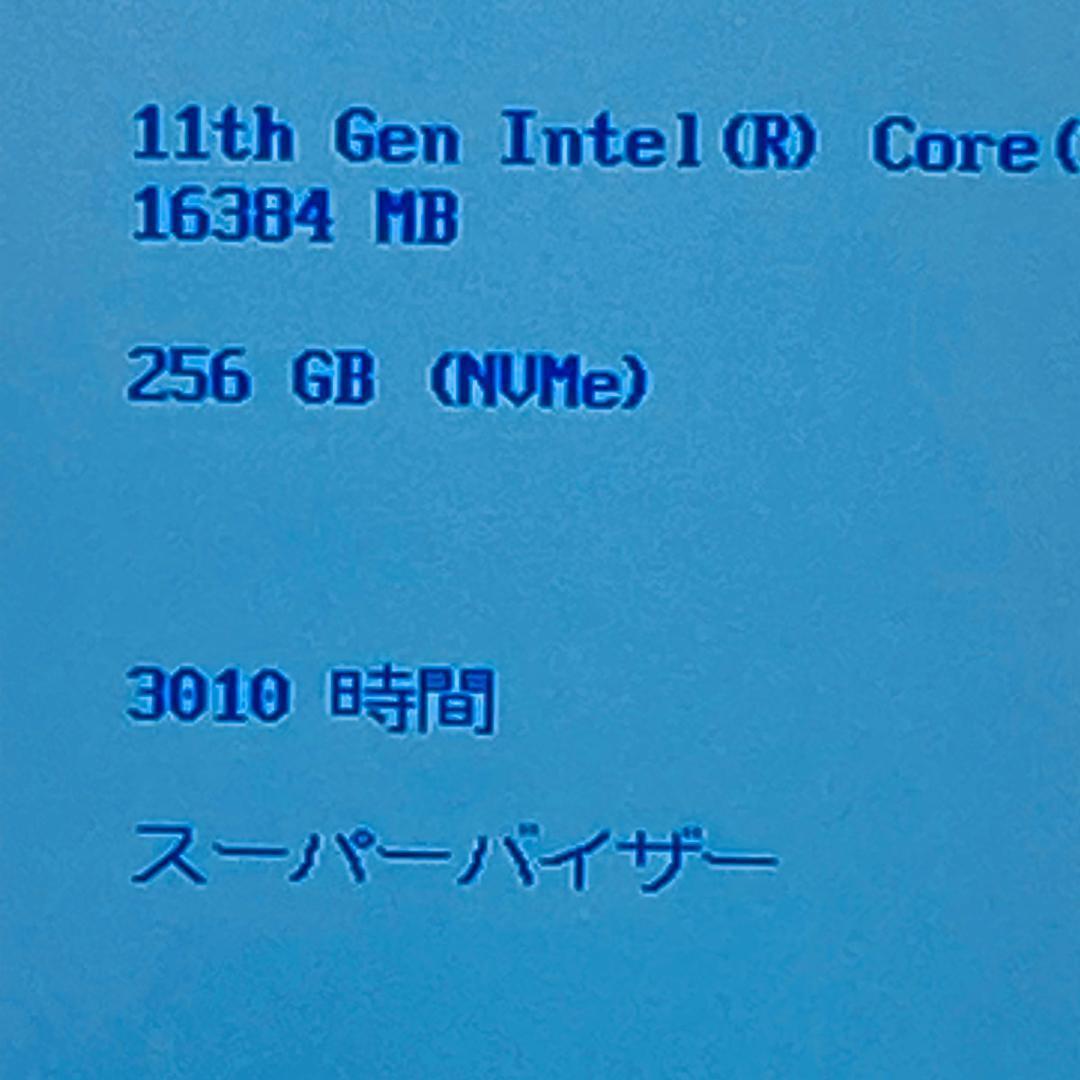 11th Gen Intel(R) Core(
16384 MB
256 GB (NVMe)
3010 時間
スーパーバイザー